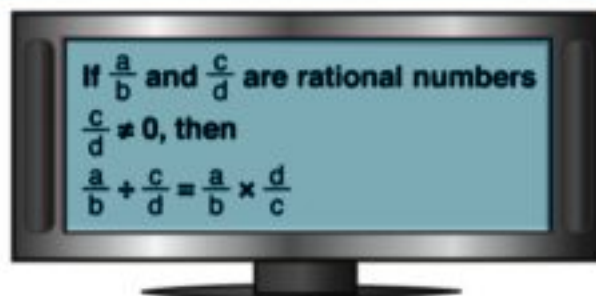 If a/b and c/d are rational numbers
c/d ≠ 0, then
a/b ÷ c/d = a/b × d/c